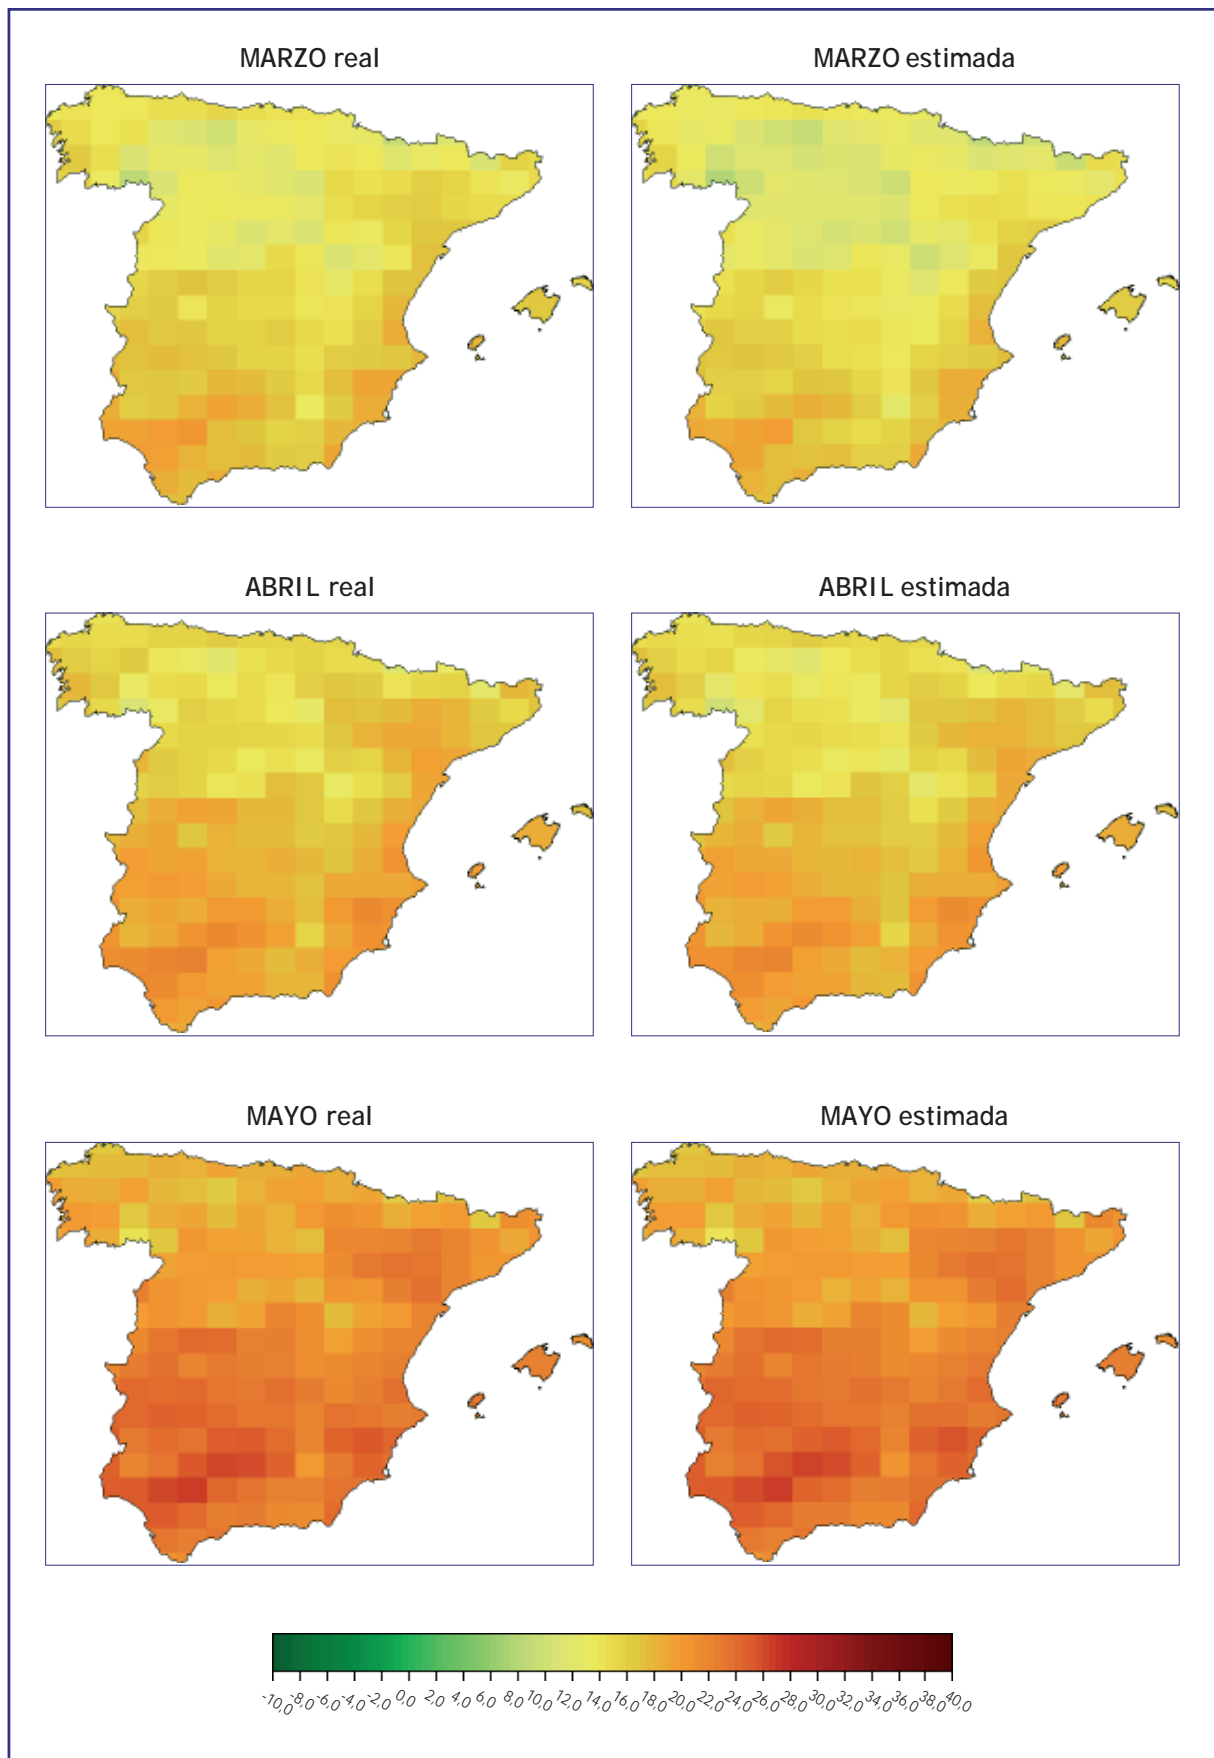 MARZO real
MARZO estimada
ABRIL real
ABRIL estimada
MAYO real
MAYO estimada
-10,0 -8,0 -6,0 -4,0 -2,0 0,0 2,0 4,0 6,0 8,0 10,0 12,0 14,0 16,0 18,0 20,0 22,0 24,0 26,0 28,0 30,0 32,0 34,0 36,0 38,0 40,0